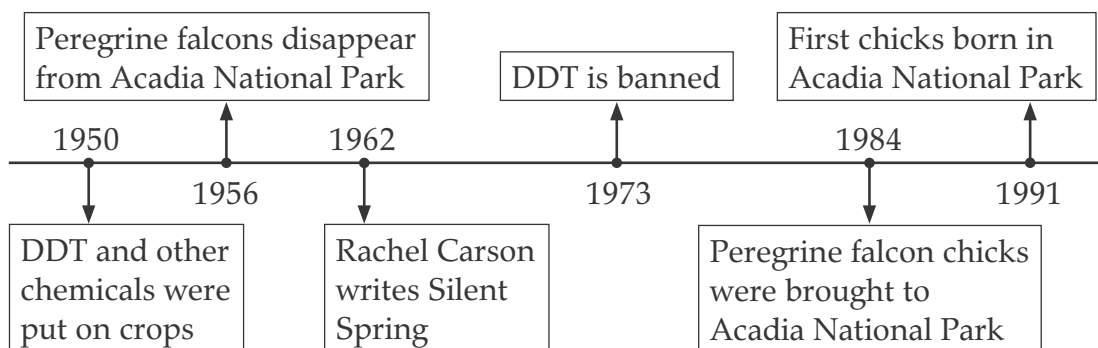 Peregrine falcons disappear
from Acadia National Park
DDT is banned
First chicks born in
Acadia National Park
1950
1962
1984
1956
1973
1991
DDT and other
chemicals were
put on crops
Rachel Carson
writes Silent
Spring
Peregrine falcon chicks
were brought to
Acadia National Park